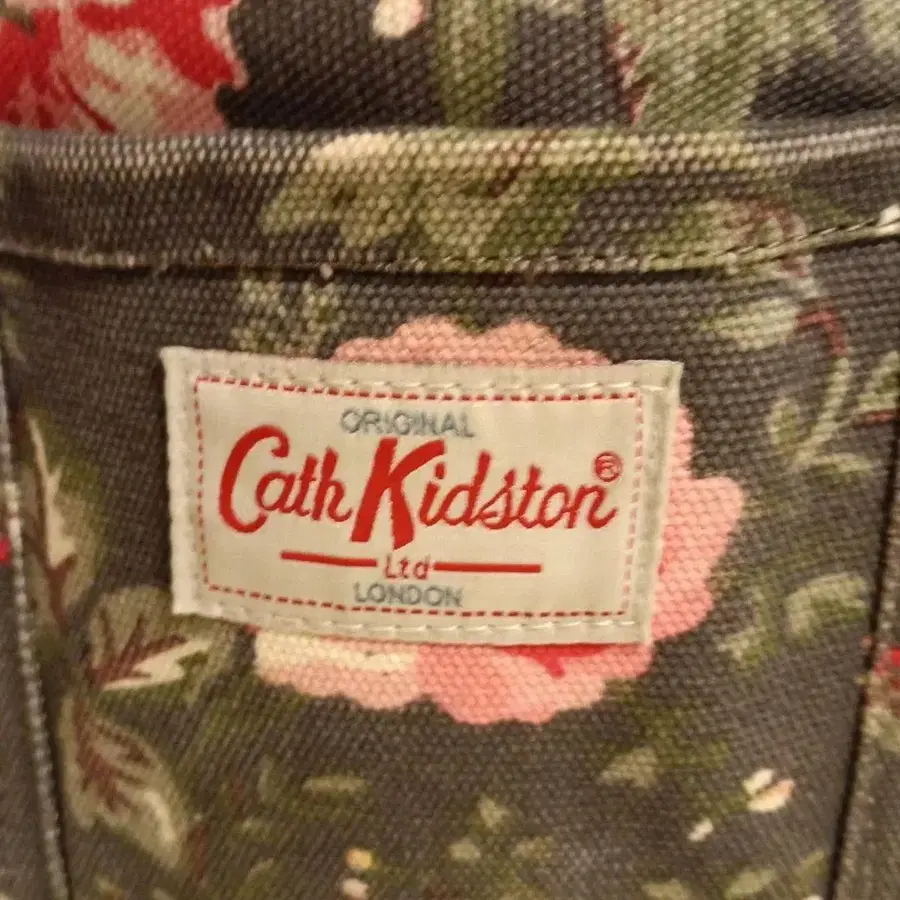 ORIGINAL
Cath Kidston®
Ltd
LONDON